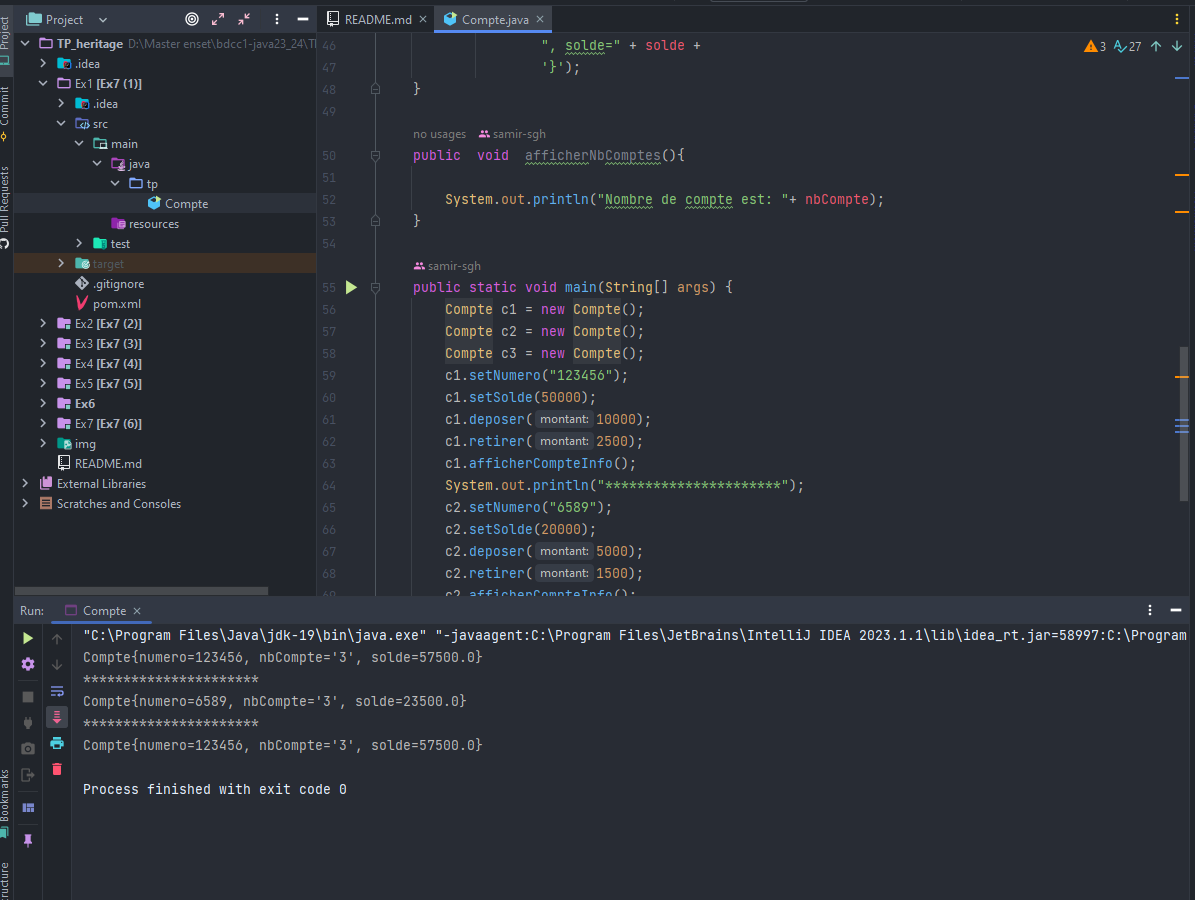 Project
README.md
Compte.java
Project
Commit
Pull Requests
Bookmarks
TP_heritage D:\Master enset\bdcc1-java23_24\
.idea
Ex1 [Ex7 (1)]
.idea
src
main
java
tp
Compte
resources
test
target
.gitignore
pom.xml
Ex2 [Ex7 (2)]
Ex3 [Ex7 (3)]
Ex4 [Ex7 (4)]
Ex5 [Ex7 (5)]
Ex6
Ex7 [Ex7 (6)]
img
README.md
External Libraries
Scratches and Consoles
3 27
46 ", solde=" + solde +
47 '}');
48 }
49
no usages samir-sgh
50 public void afficherNbComptes(){
51
52 System.out.println("Nombre de compte est: "+ nbCompte);
53 }
54
samir-sgh
55 public static void main(String[] args) {
56 Compte c1 = new Compte();
57 Compte c2 = new Compte();
58 Compte c3 = new Compte();
59 c1.setNumero("123456");
60 c1.setSolde(50000);
61 c1.deposer( montant: 10000);
62 c1.retirer( montant: 2500);
63 c1.afficherCompteInfo();
64 System.out.println("**********************");
65 c2.setNumero("6589");
66 c2.setSolde(20000);
67 c2.deposer( montant: 5000);
68 c2.retirer( montant: 1500);
69 c2.afficherCompteInfo();
Run: Compte
"C:\Program Files\Java\jdk-19\bin\java.exe" "-javaagent:C:\Program Files\JetBrains\IntelliJ IDEA 2023.1.1\lib\idea_rt.jar=58997:C:\Program
Compte{numero=123456, nbCompte='3', solde=57500.0}
**********************
Compte{numero=6589, nbCompte='3', solde=23500.0}
**********************
Compte{numero=123456, nbCompte='3', solde=57500.0}
Process finished with exit code 0